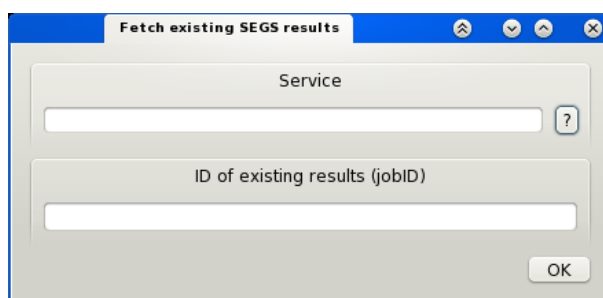 Fetch existing SEGS results
Service
?
ID of existing results (jobID)
OK